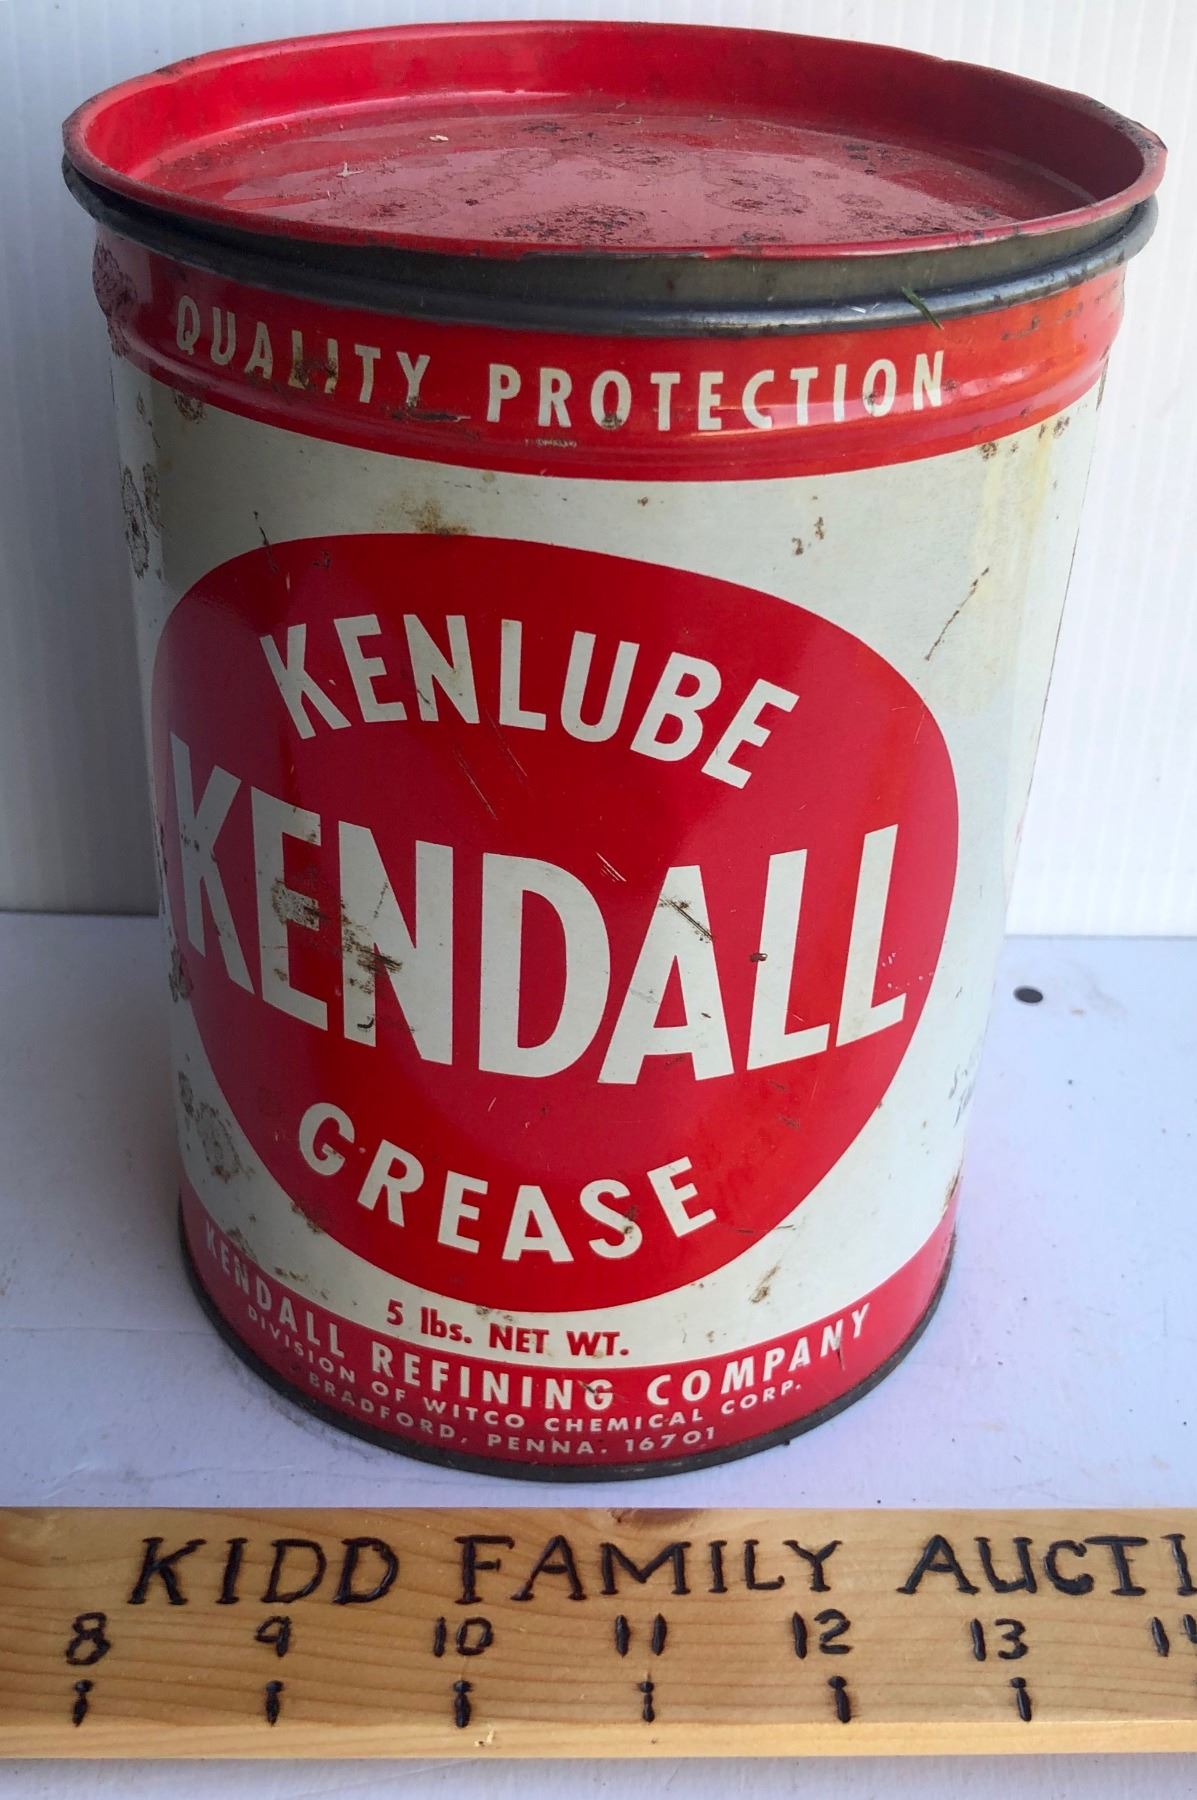 QUALITY PROTECTION
KENLUBE
KENDALL
GREASE
5 lbs. NET WT.
KENDALL REFINING COMPANY
DIVISION OF WITCO CHEMICAL CORP.
BRADFORD, PENNA. 16701
KIDD FAMILY AUCTI
8 9 10 11 12 13 14